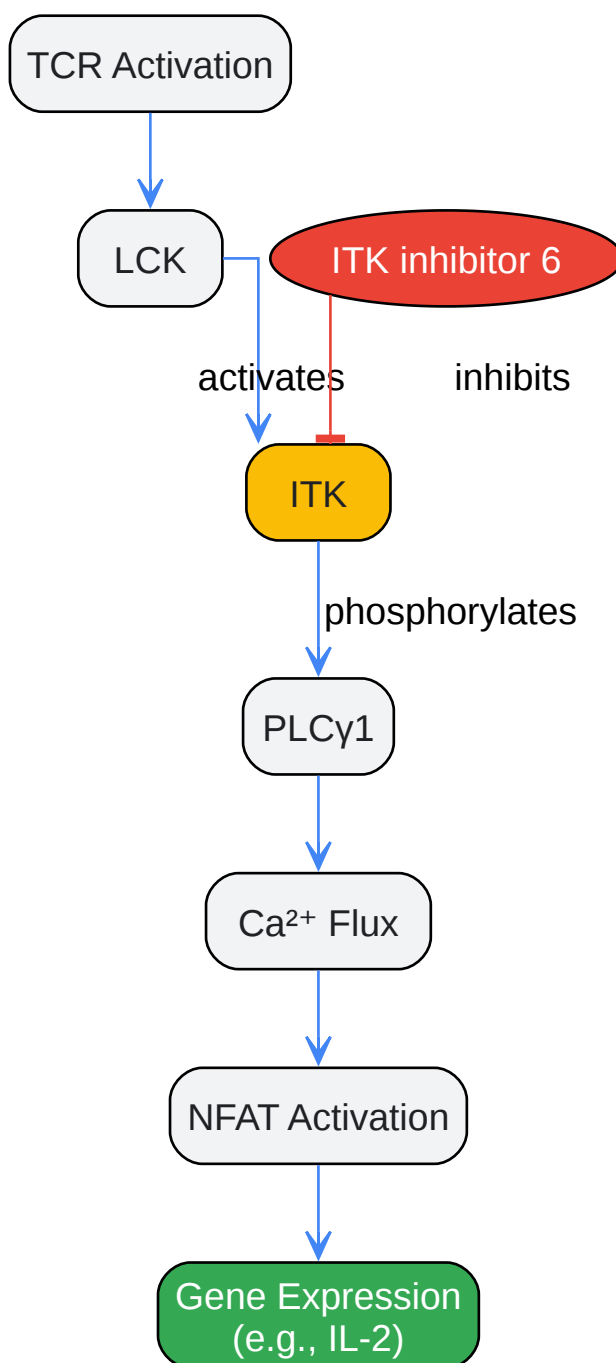 TCR Activation
LCK
ITK inhibitor 6
activates
inhibits
ITK
phosphorylates
PLCγ1
Ca²⁺ Flux
NFAT Activation
Gene Expression
(e.g., IL-2)